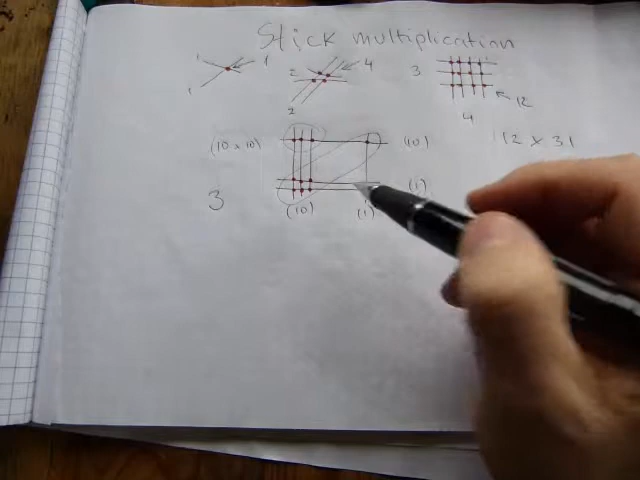 Stick multiplication
1 1 2 4 3
1 2 12
4
(10 x 10) (10) 12 x 31
3 (1)
(10) (1)